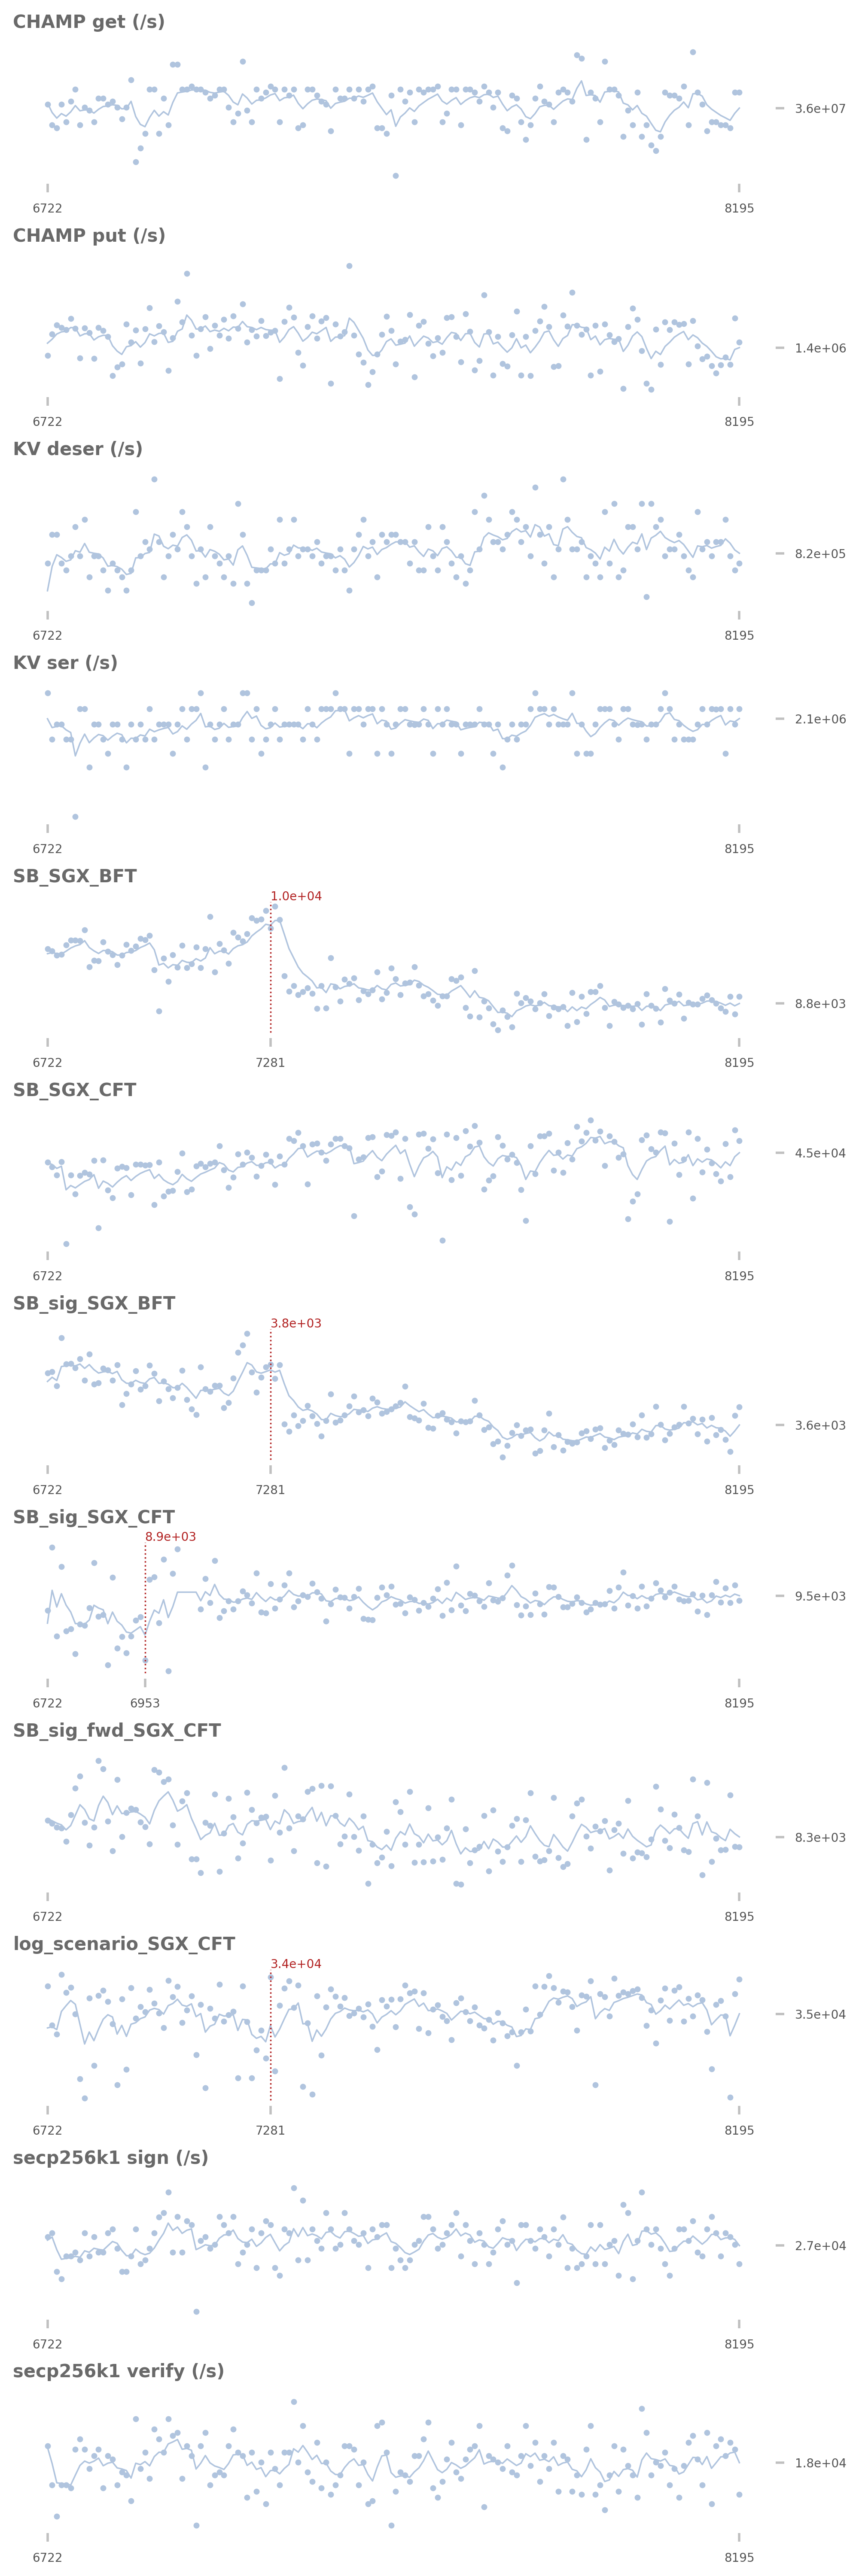 CHAMP get (/s)
3.6e+07
6722 8195
CHAMP put (/s)
1.4e+06
6722 8195
KV deser (/s)
8.2e+05
6722 8195
KV ser (/s)
2.1e+06
6722 8195
SB_SGX_BFT
1.0e+04
8.8e+03
6722 7281 8195
SB_SGX_CFT
4.5e+04
6722 8195
SB_sig_SGX_BFT
3.8e+03
3.6e+03
6722 7281 8195
SB_sig_SGX_CFT
8.9e+03
9.5e+03
6722 6953 8195
SB_sig_fwd_SGX_CFT
8.3e+03
6722 8195
log_scenario_SGX_CFT
3.4e+04
3.5e+04
6722 7281 8195
secp256k1 sign (/s)
2.7e+04
6722 8195
secp256k1 verify (/s)
1.8e+04
6722 8195